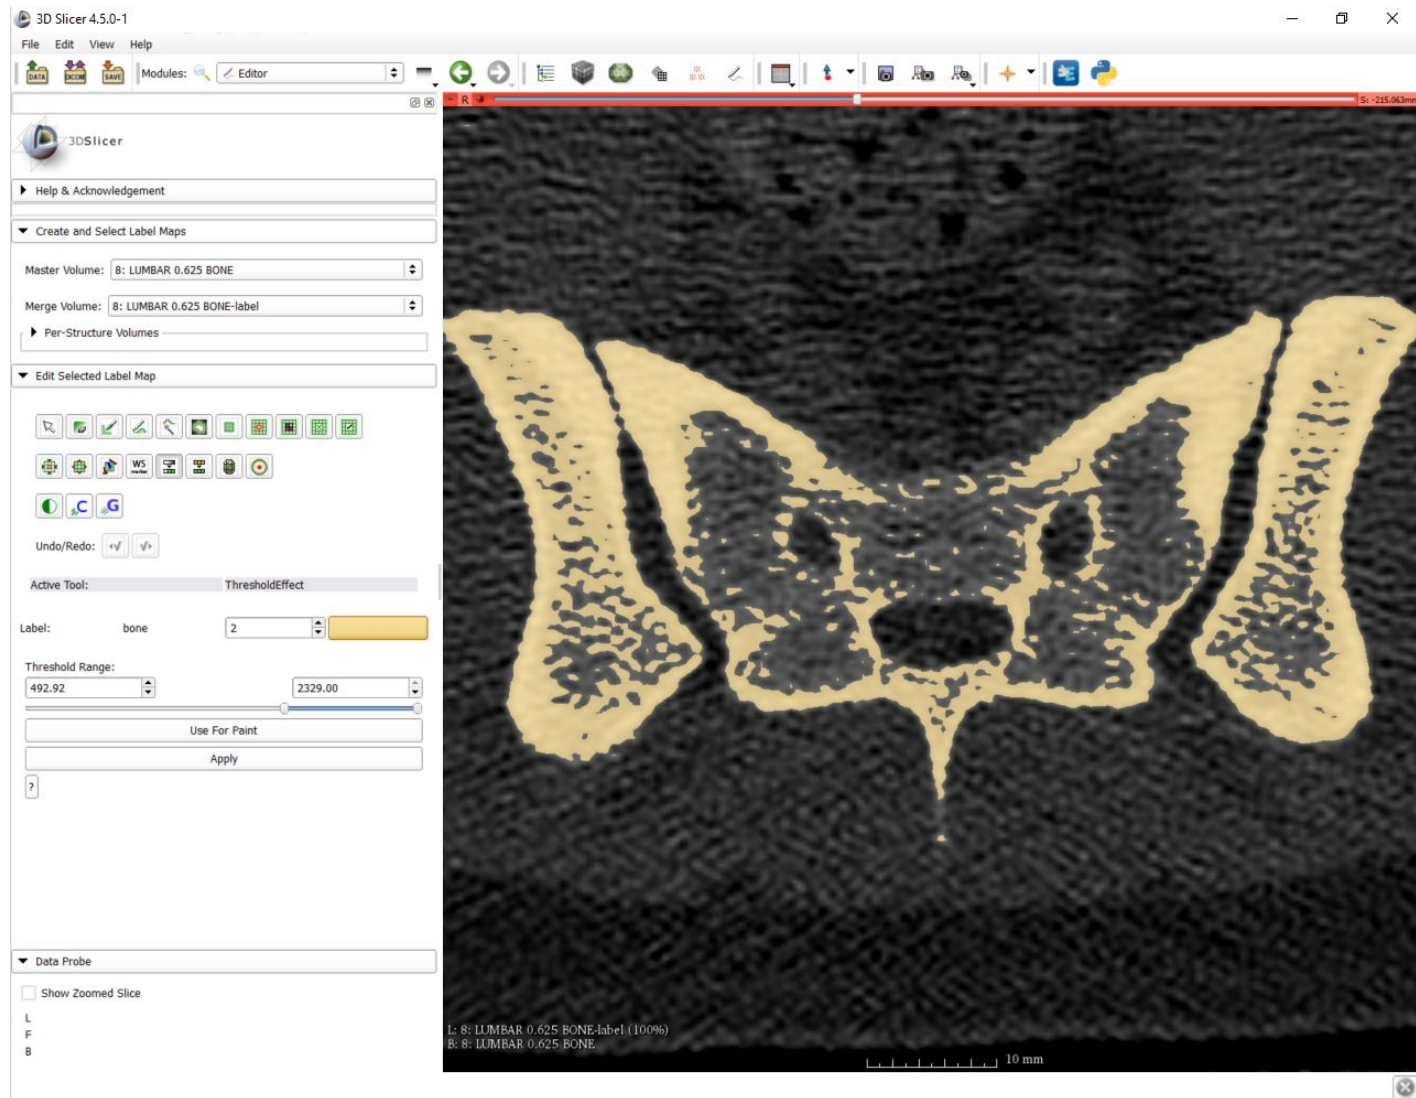 3D Slicer 4.5.0-1
File Edit View Help
DATA DICOM SAVE Modules: Editor
R S: -215.063mm
3DSlicer
Help & Acknowledgement
Create and Select Label Maps
Master Volume: 8: LUMBAR 0.625 BONE
Merge Volume: 8: LUMBAR 0.625 BONE-label
Per-Structure Volumes
Edit Selected Label Map
WS marker
C G
Undo/Redo:
Active Tool: ThresholdEffect
Label: bone 2
Threshold Range:
492.92 2329.00
Use For Paint
Apply
?
Data Probe
Show Zoomed Slice
L
F
B
L: 8: LUMBAR 0.625 BONE-label (100%)
B: 8: LUMBAR 0.625 BONE
10 mm